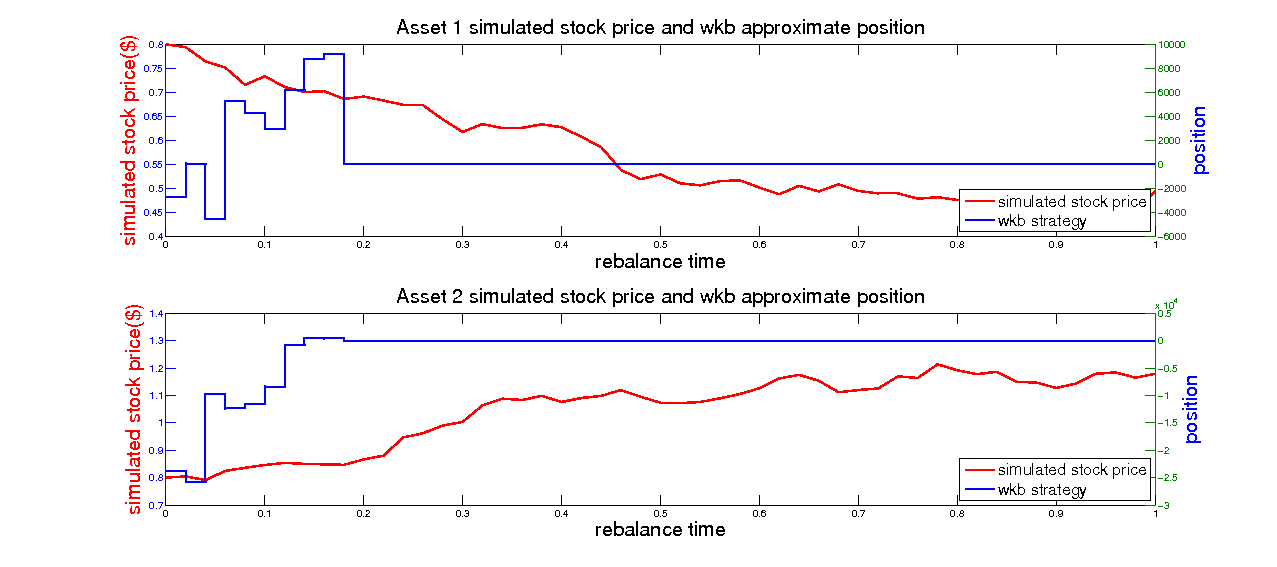 Asset 1 simulated stock price and wkb approximate position
simulated stock price($)
0.8
0.75
0.7
0.65
0.6
0.55
0.5
0.45
0.4
10000
8000
6000
4000
2000
0
-2000
-4000
-6000
position
simulated stock price
wkb strategy
0 0.1 0.2 0.3 0.4 0.5 0.6 0.7 0.8 0.9 1
rebalance time
Asset 2 simulated stock price and wkb approximate position
simulated stock price($)
1.4
1.3
1.2
1.1
1
0.9
0.8
0.7
x 10^4
0.5
0
-0.5
-1
-1.5
-2
-2.5
-3
position
simulated stock price
wkb strategy
0 0.1 0.2 0.3 0.4 0.5 0.6 0.7 0.8 0.9 1
rebalance time